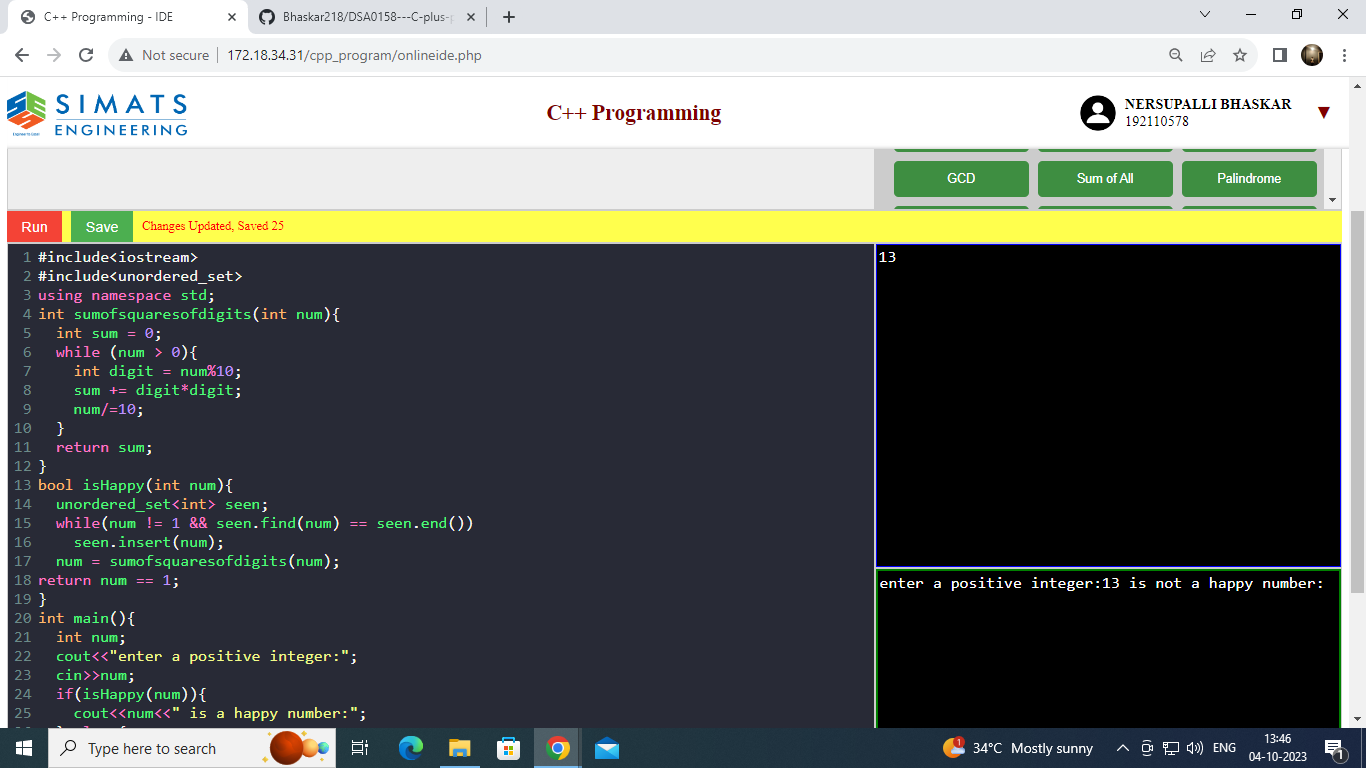 C++ Programming - IDE
Bhaskar218/DSA0158---C-plus-p
Not secure
172.18.34.31/cpp_program/onlineide.php
SIMATS
ENGINEERING
C++ Programming
NERSUPALLI BHASKAR
192110578
GCD
Sum of All
Palindrome
Run
Save
Changes Updated, Saved 25
1 #include<iostream>
2 #include<unordered_set>
3 using namespace std;
4 int sumofsquaresofdigits(int num){
5 int sum = 0;
6 while (num > 0){
7 int digit = num%10;
8 sum += digit*digit;
9 num/=10;
10 }
11 return sum;
12 }
13 bool isHappy(int num){
14 unordered_set<int> seen;
15 while(num != 1 && seen.find(num) == seen.end())
16 seen.insert(num);
17 num = sumofsquaresofdigits(num);
18 return num == 1;
19 }
20 int main(){
21 int num;
22 cout<<"enter a positive integer:";
23 cin>>num;
24 if(isHappy(num)){
25 cout<<num<<" is a happy number:";
13
enter a positive integer:13 is not a happy number:
Type here to search
1
34°C Mostly sunny
ENG
13:46
04-10-2023
1